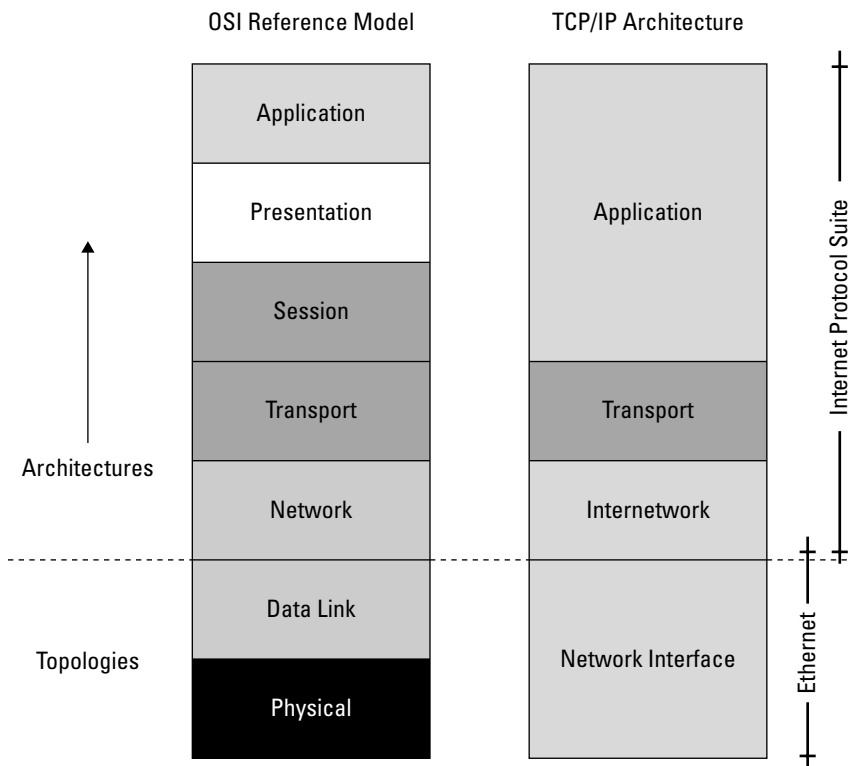 OSI Reference Model
TCP/IP Architecture
Application
Presentation
Session
Transport
Network
Data Link
Physical
Application
Transport
Internetwork
Network Interface
Architectures
Topologies
Internet Protocol Suite
Ethernet